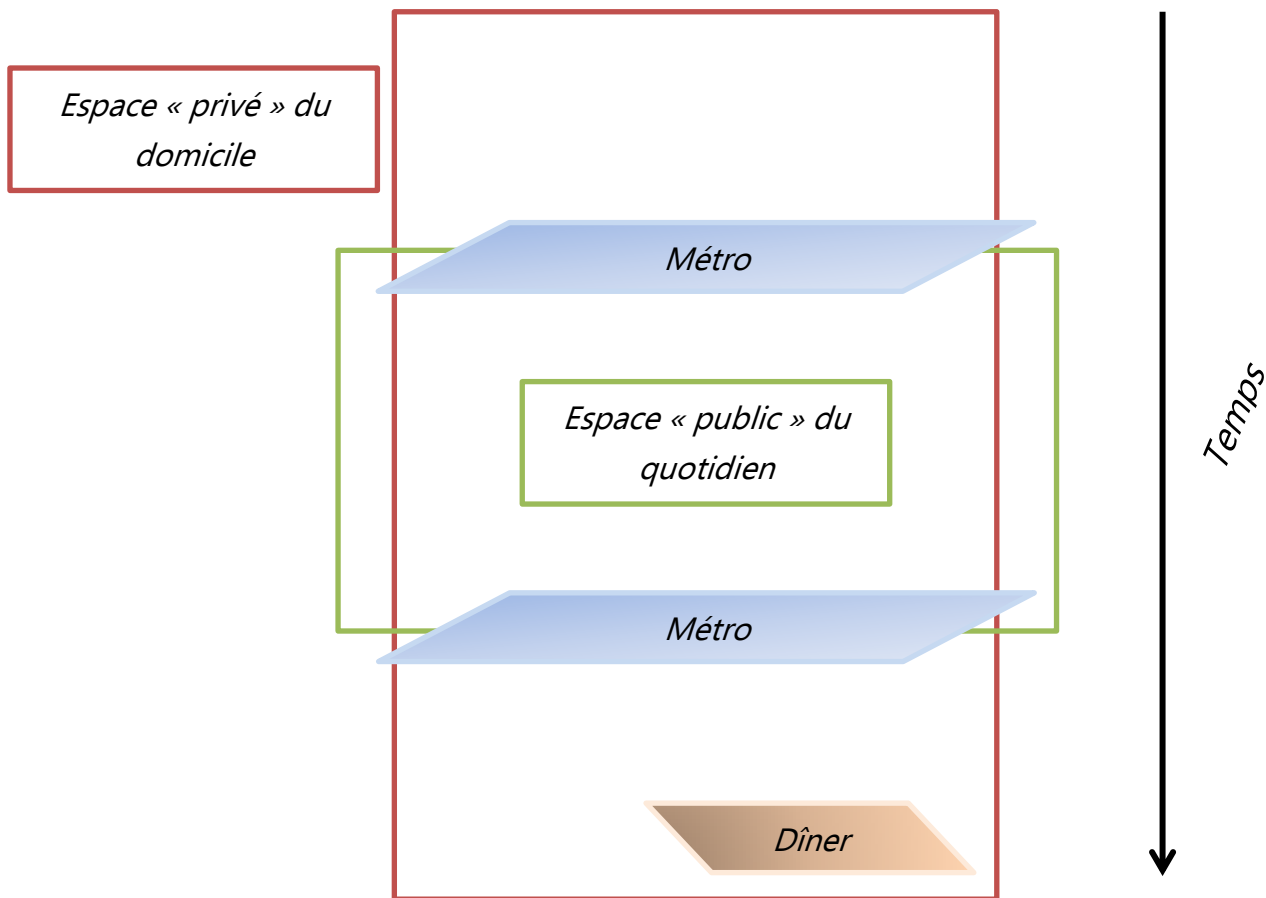 Espace « privé » du
domicile
Métro
Espace « public » du
quotidien
Temps
Métro
Dîner